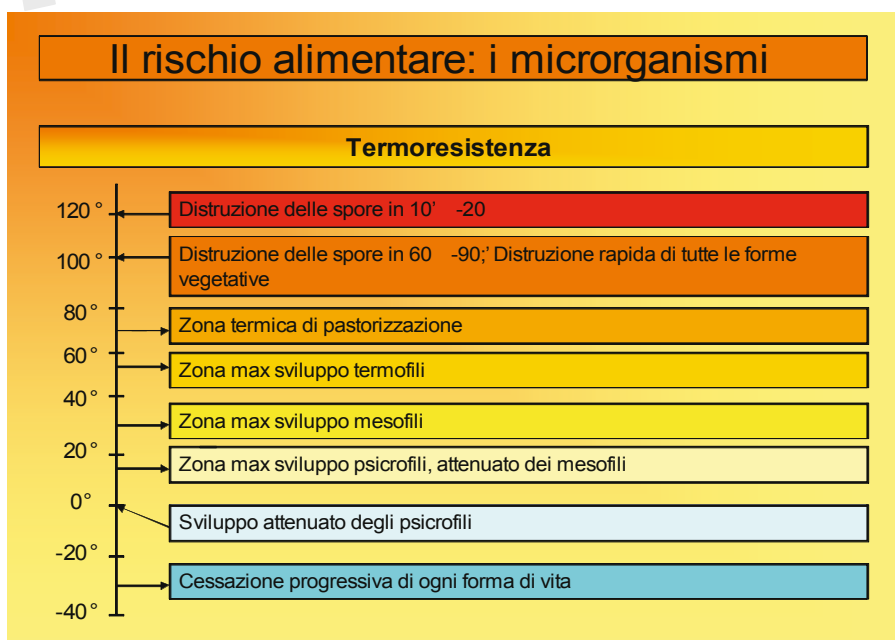 Il rischio alimentare: i microrganismi
Termoresistenza
120 °
Distruzione delle spore in 10' -20
100 °
Distruzione delle spore in 60 -90;' Distruzione rapida di tutte le forme
vegetative
80 °
Zona termica di pastorizzazione
60 °
Zona max sviluppo termofili
40 °
Zona max sviluppo mesofili
20 °
Zona max sviluppo psicrofili, attenuato dei mesofili
0°
Sviluppo attenuato degli psicrofili
-20 °
Cessazione progressiva di ogni forma di vita
-40 °